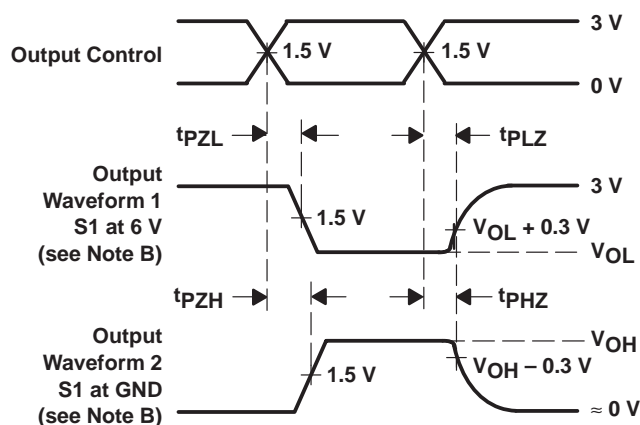 3 V
Output Control
1.5 V
1.5 V
0 V
tPZL
tPLZ
Output
Waveform 1
S1 at 6 V
(see Note B)
3 V
1.5 V
VOL + 0.3 V
VOL
tPZH
tPHZ
Output
Waveform 2
S1 at GND
(see Note B)
VOH
VOH − 0.3 V
1.5 V
≈ 0 V